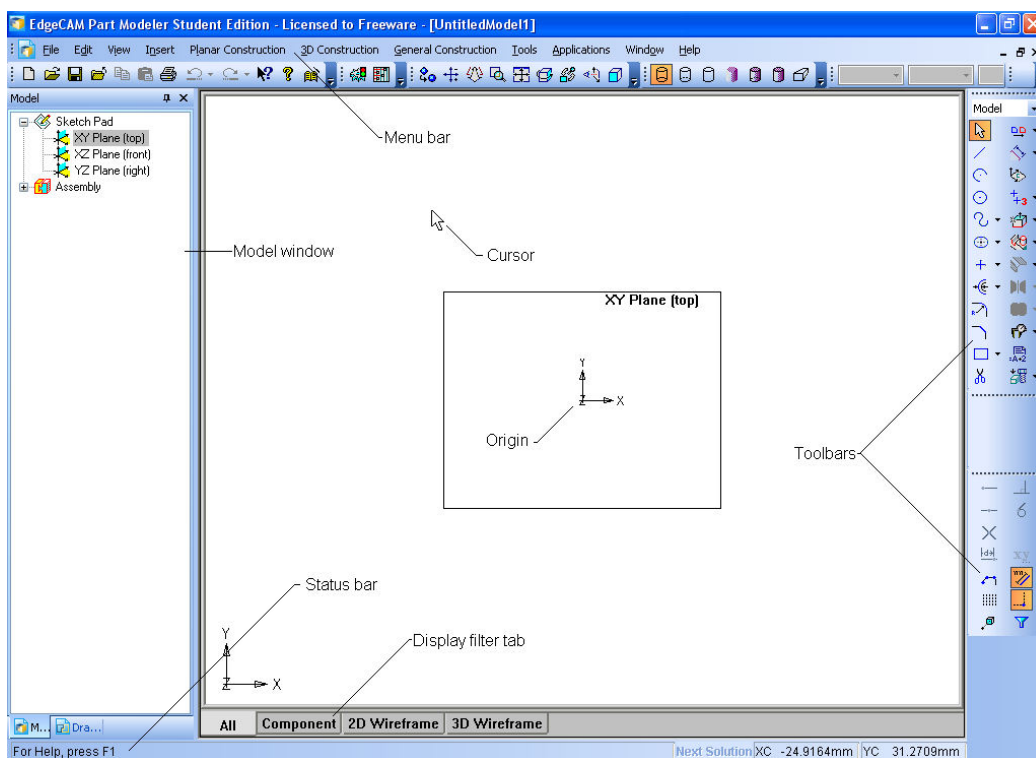 EdgeCAM Part Modeler Student Edition - Licensed to Freeware - [UntitledModel1]
File Edit View Insert Planar Construction 3D Construction General Construction Tools Applications Window Help
Model
Sketch Pad
XY Plane (top)
XZ Plane (front)
YZ Plane (right)
Assembly
Menu bar
Model
Model window
Cursor
XY Plane (top)
Y
X
Z
Origin
Toolbars
Status bar
Display filter tab
Y
X
Z
M... Dra...
All Component 2D Wireframe 3D Wireframe
For Help, press F1
Next Solution XC -24.9164mm YC 31.2709mm